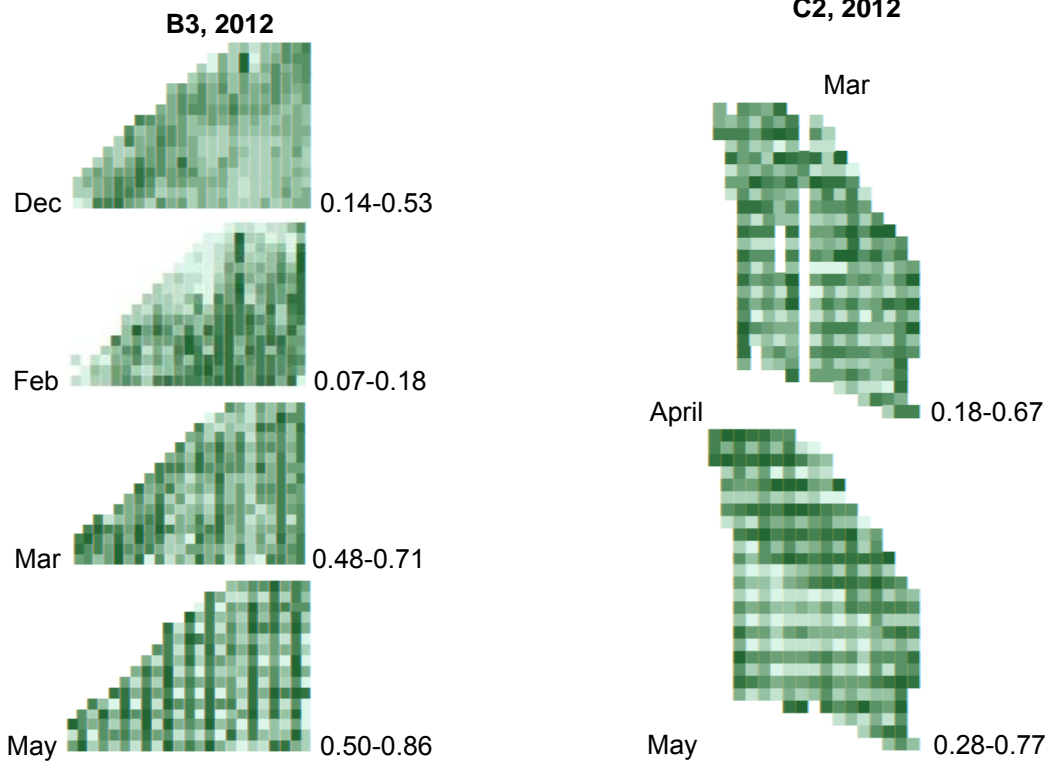 B3, 2012
Dec
0.14-0.53
Feb
0.07-0.18
Mar
0.48-0.71
May
0.50-0.86
C2, 2012
Mar
April
0.18-0.67
May
0.28-0.77